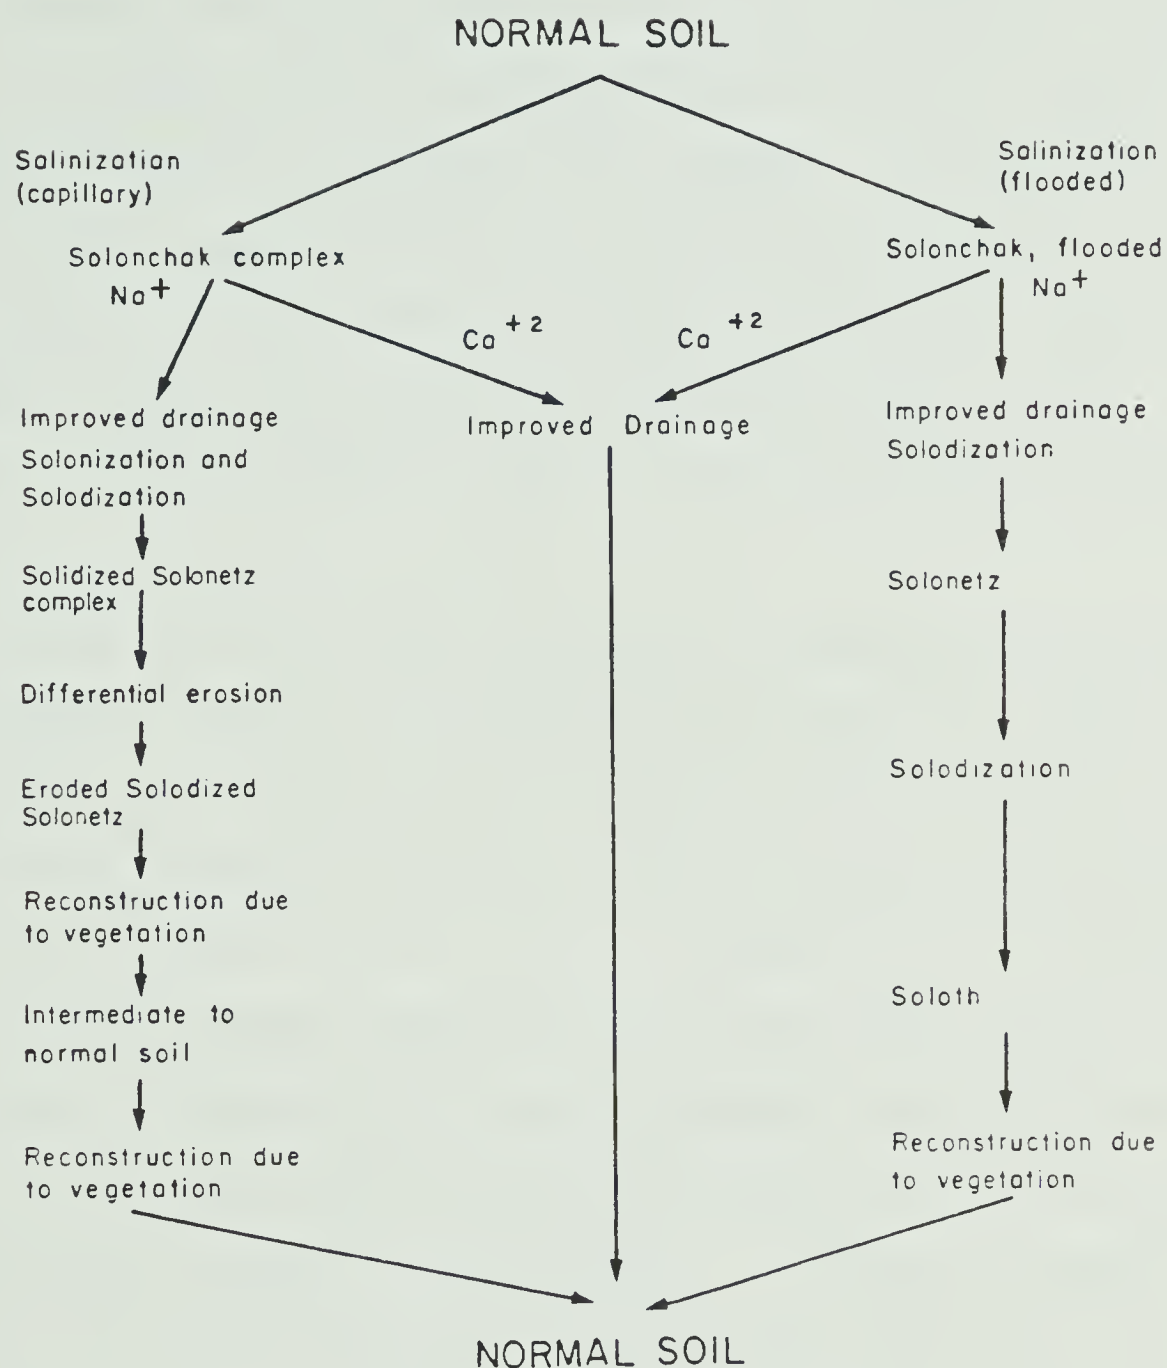 NORMAL SOIL
Salinization
(capillary)
Salinization
(flooded)
Solonchak complex
Na+
Solonchak, flooded
Na+
Ca+2
Ca+2
Improved drainage
Solonization and
Solodization
Improved Drainage
Improved drainage
Solodization
Solidized Solonetz
complex
Solonetz
Differential erosion
Solodization
Eroded Solodized
Solonetz
Reconstruction due
to vegetation
Intermediate to
normal soil
Soloth
Reconstruction due
to vegetation
Reconstruction due
to vegetation
NORMAL SOIL